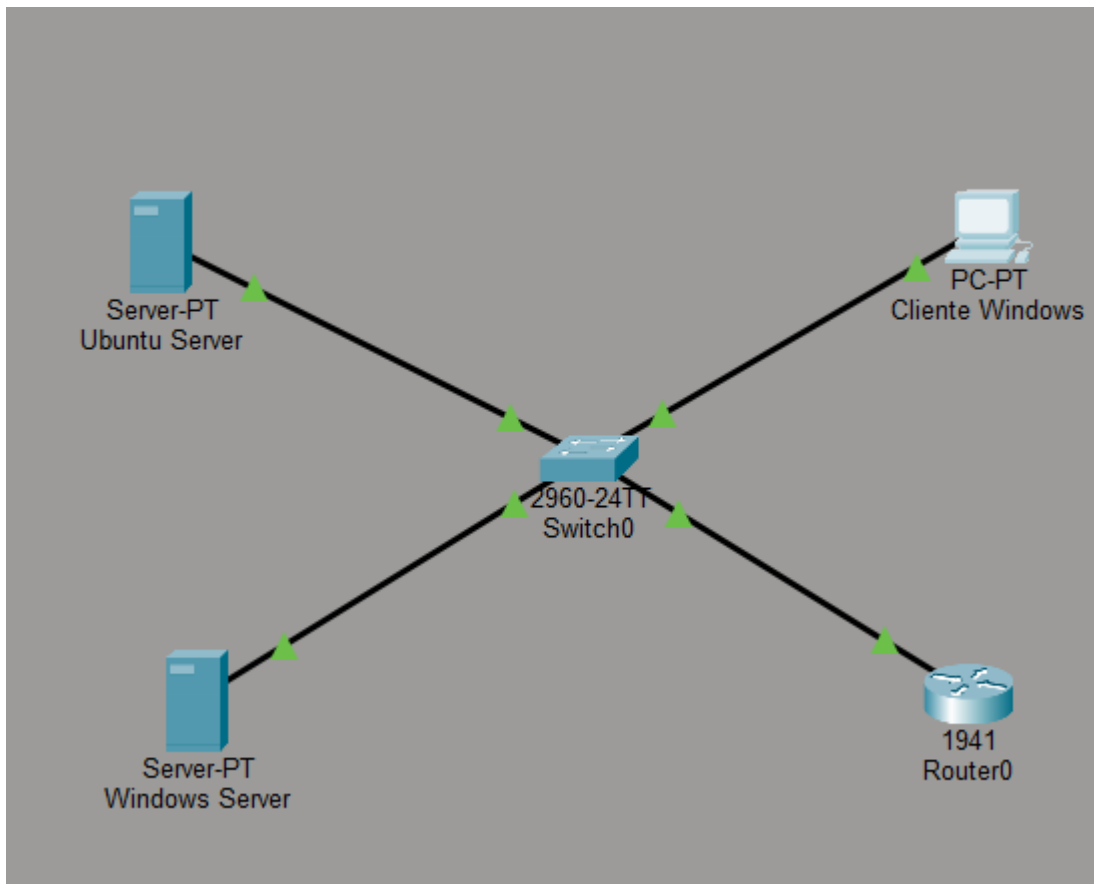 Server-PT
Ubuntu Server
PC-PT
Cliente Windows
2960-24TT
Switch0
Server-PT
Windows Server
1941
Router0